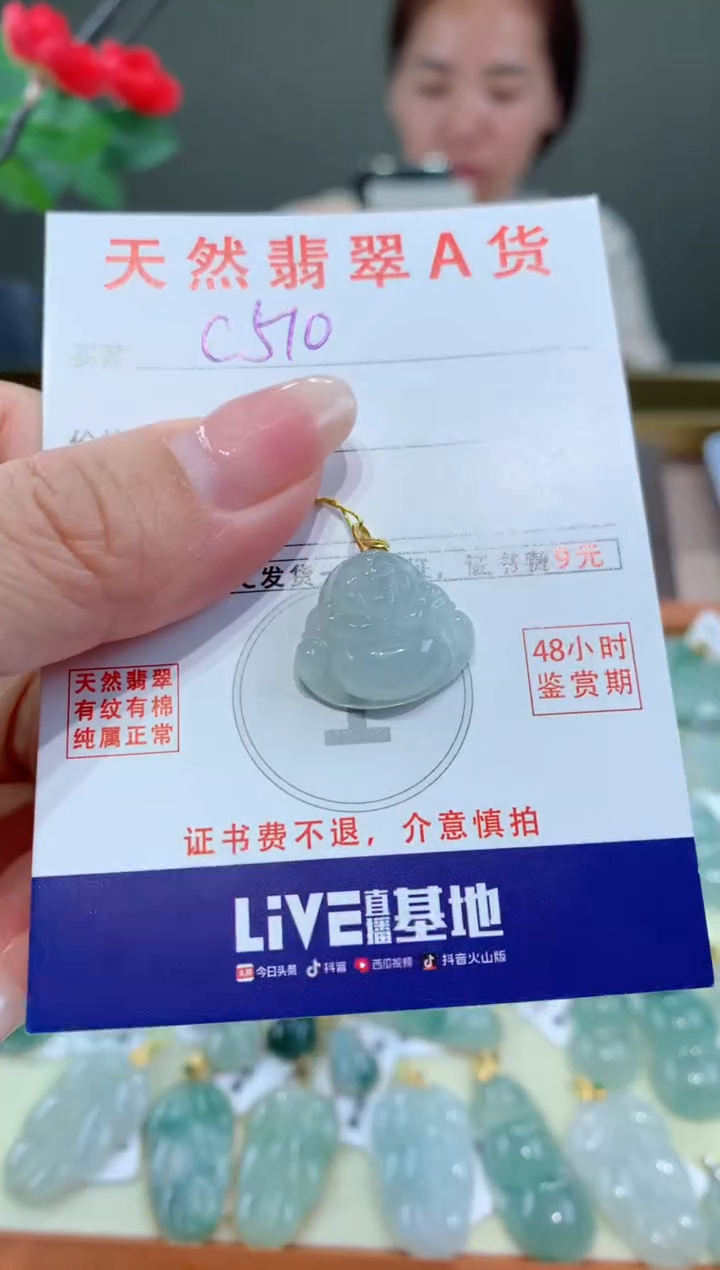 天然翡翠A货
C510
发货
证书费9元
天然翡翠
有纹有棉
纯属正常
48小时
鉴赏期
证书费不退，介意慎拍
LiVE直播基地
头条 今日头条 抖音 西瓜视频 抖音火山版